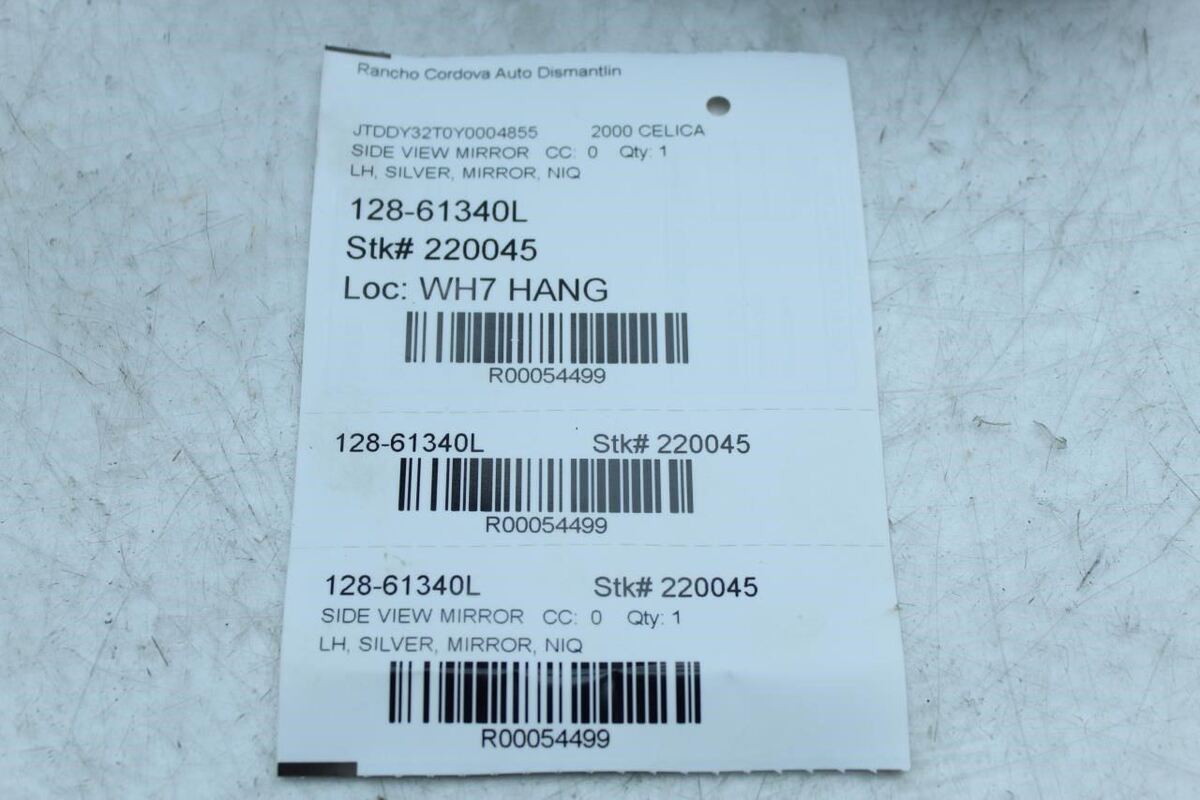 Rancho Cordova Auto Dismantlin
JTDDY32T0Y0004855 2000 CELICA
SIDE VIEW MIRROR CC: 0 Qty: 1
LH, SILVER, MIRROR, NIQ
128-61340L
Stk# 220045
Loc: WH7 HANG
R00054499
128-61340L Stk# 220045
R00054499
128-61340L Stk# 220045
SIDE VIEW MIRROR CC: 0 Qty: 1
LH, SILVER, MIRROR, NIQ
R00054499